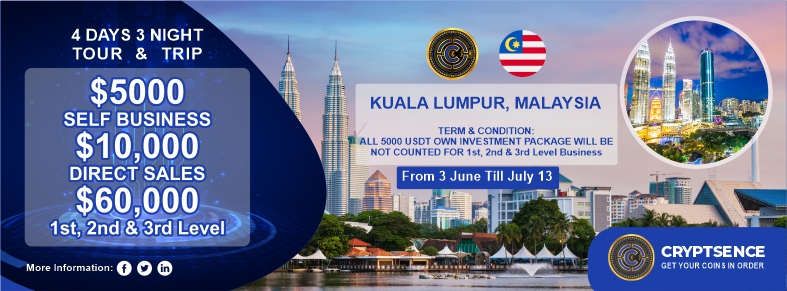 4 DAYS 3 NIGHT
TOUR & TRIP
$5000
SELF BUSINESS
$10,000
DIRECT SALES
$60,000
1st, 2nd & 3rd Level
More Information:
KUALA LUMPUR, MALAYSIA
TERM & CONDITION:
ALL 5000 USDT OWN INVESTMENT PACKAGE WILL BE
NOT COUNTED FOR 1st, 2nd & 3rd Level Business
From 3 June Till July 13
CRYPTSENCE
GET YOUR COINS IN ORDER